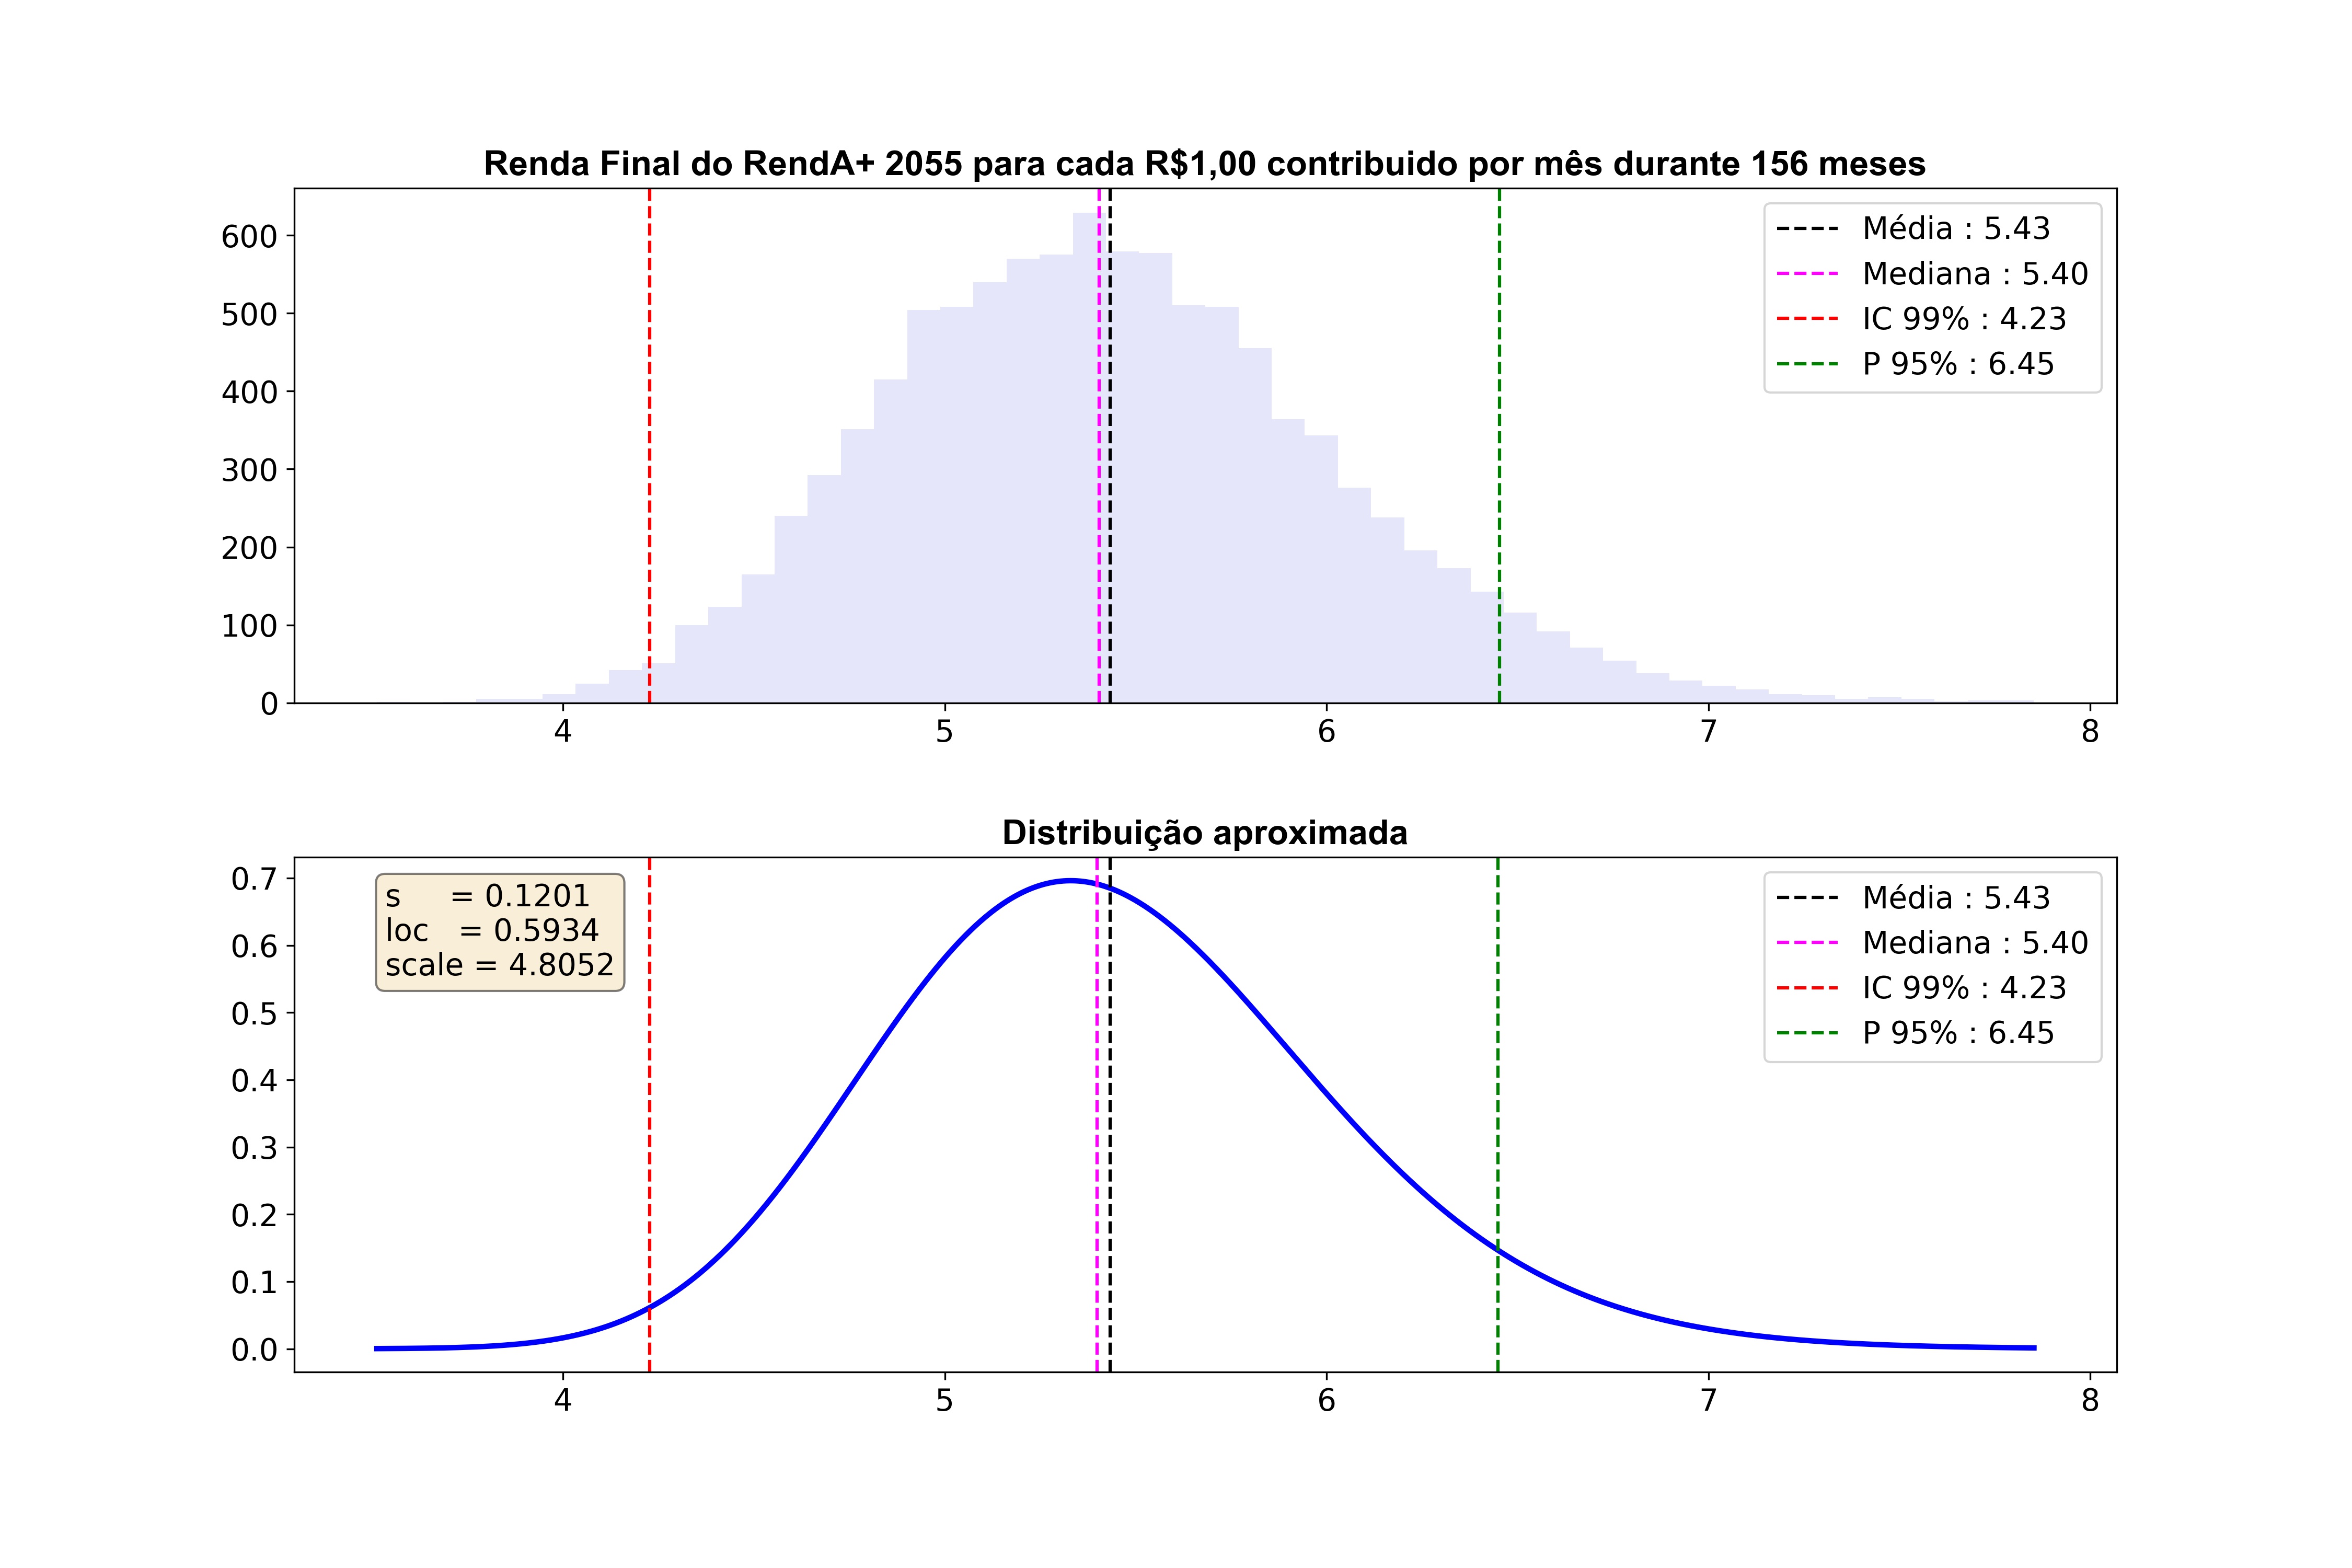 Renda Final do RendA+ 2055 para cada R$1,00 contribuido por mês durante 156 meses
600
500
400
300
200
100
0
4 5 6 7 8
Média : 5.43
Mediana : 5.40
IC 99% : 4.23
P 95% : 6.45
Distribuição aproximada
s = 0.1201
loc = 0.5934
scale = 4.8052
0.7
0.6
0.5
0.4
0.3
0.2
0.1
0.0
4 5 6 7 8
Média : 5.43
Mediana : 5.40
IC 99% : 4.23
P 95% : 6.45